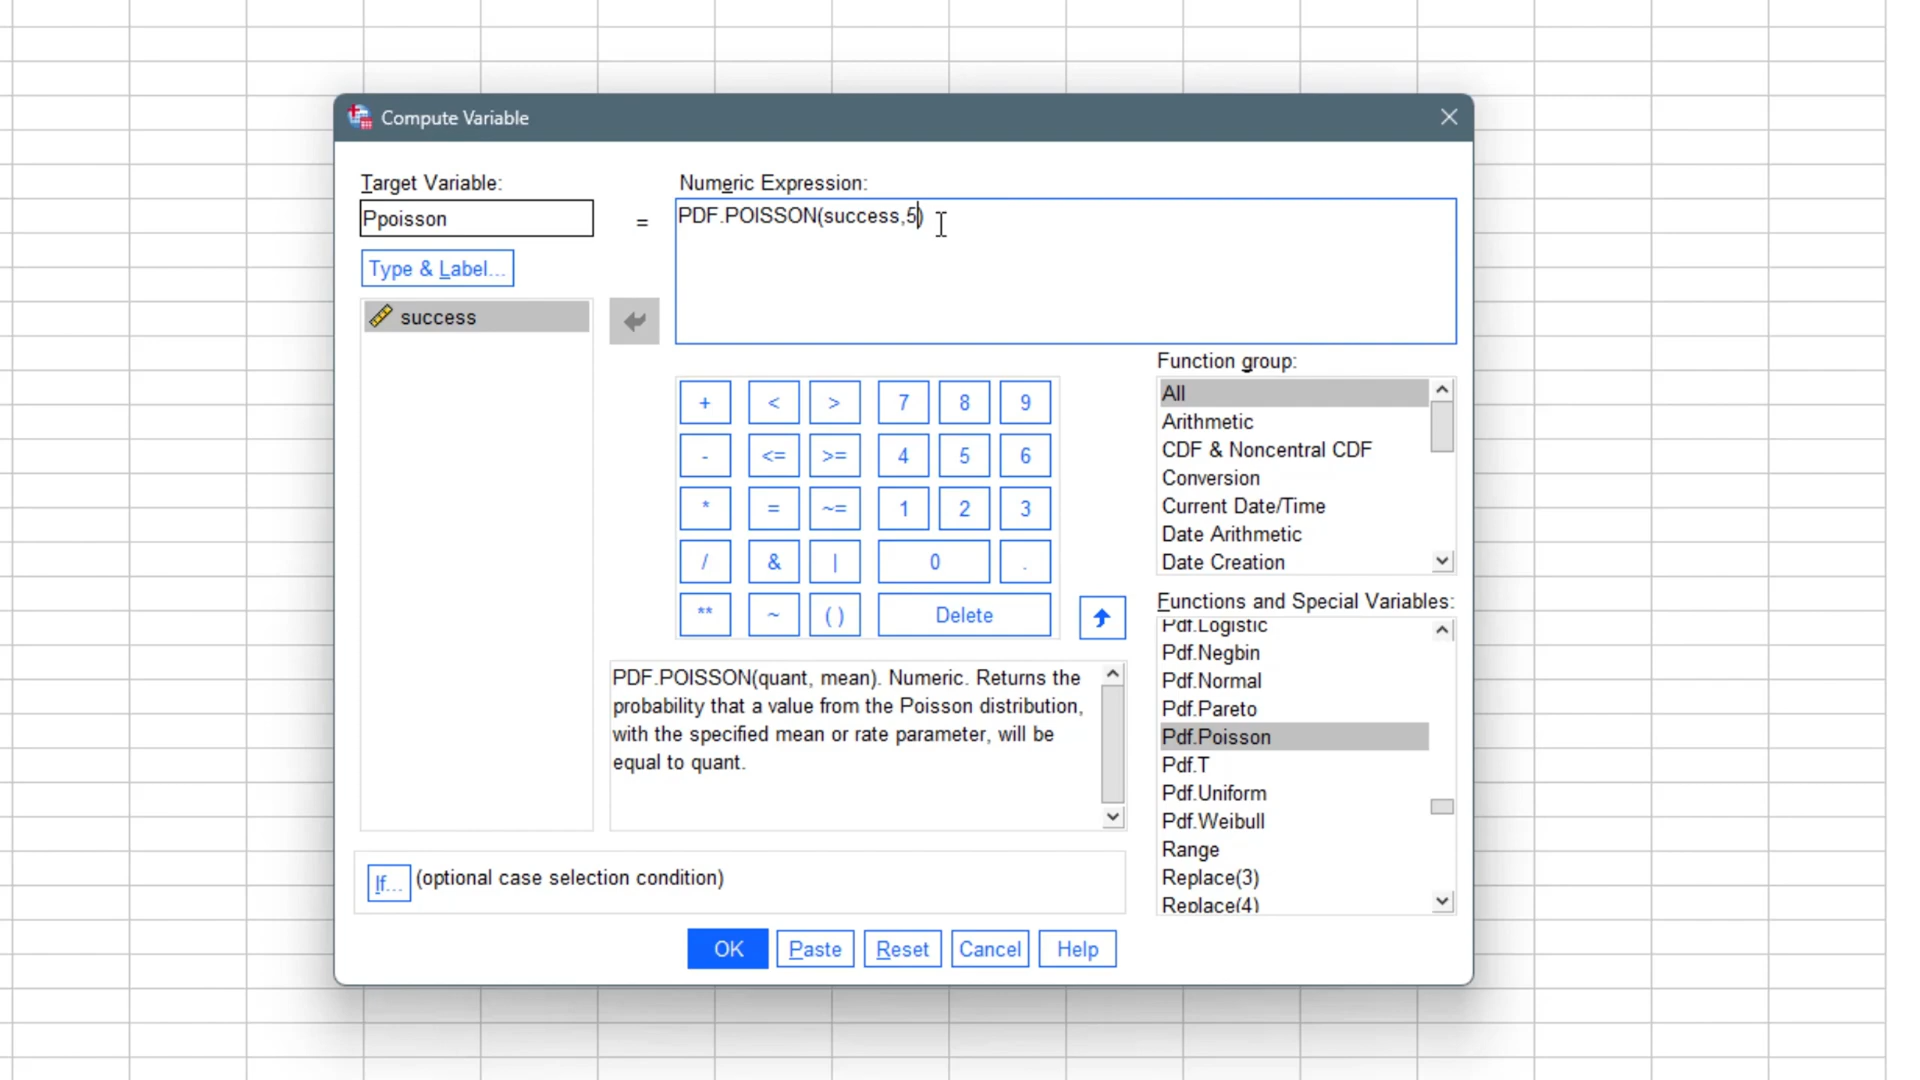 Compute Variable
Target Variable:
Numeric Expression:
Ppoisson
=
PDF.POISSON(success,5)
Type & Label...
success
Function group:
All
Arithmetic
CDF & Noncentral CDF
Conversion
Current Date/Time
Date Arithmetic
Date Creation
+ < > 7 8 9
- <= >= 4 5 6
* = ~= 1 2 3
/ & | 0 .
** ~ ( ) Delete
Functions and Special Variables:
Pdf.Logistic
Pdf.Negbin
Pdf.Normal
Pdf.Pareto
Pdf.Poisson
Pdf.T
Pdf.Uniform
Pdf.Weibull
Range
Replace(3)
Replace(4)
PDF.POISSON(quant, mean). Numeric. Returns the
probability that a value from the Poisson distribution,
with the specified mean or rate parameter, will be
equal to quant.
If... (optional case selection condition)
OK Paste Reset Cancel Help